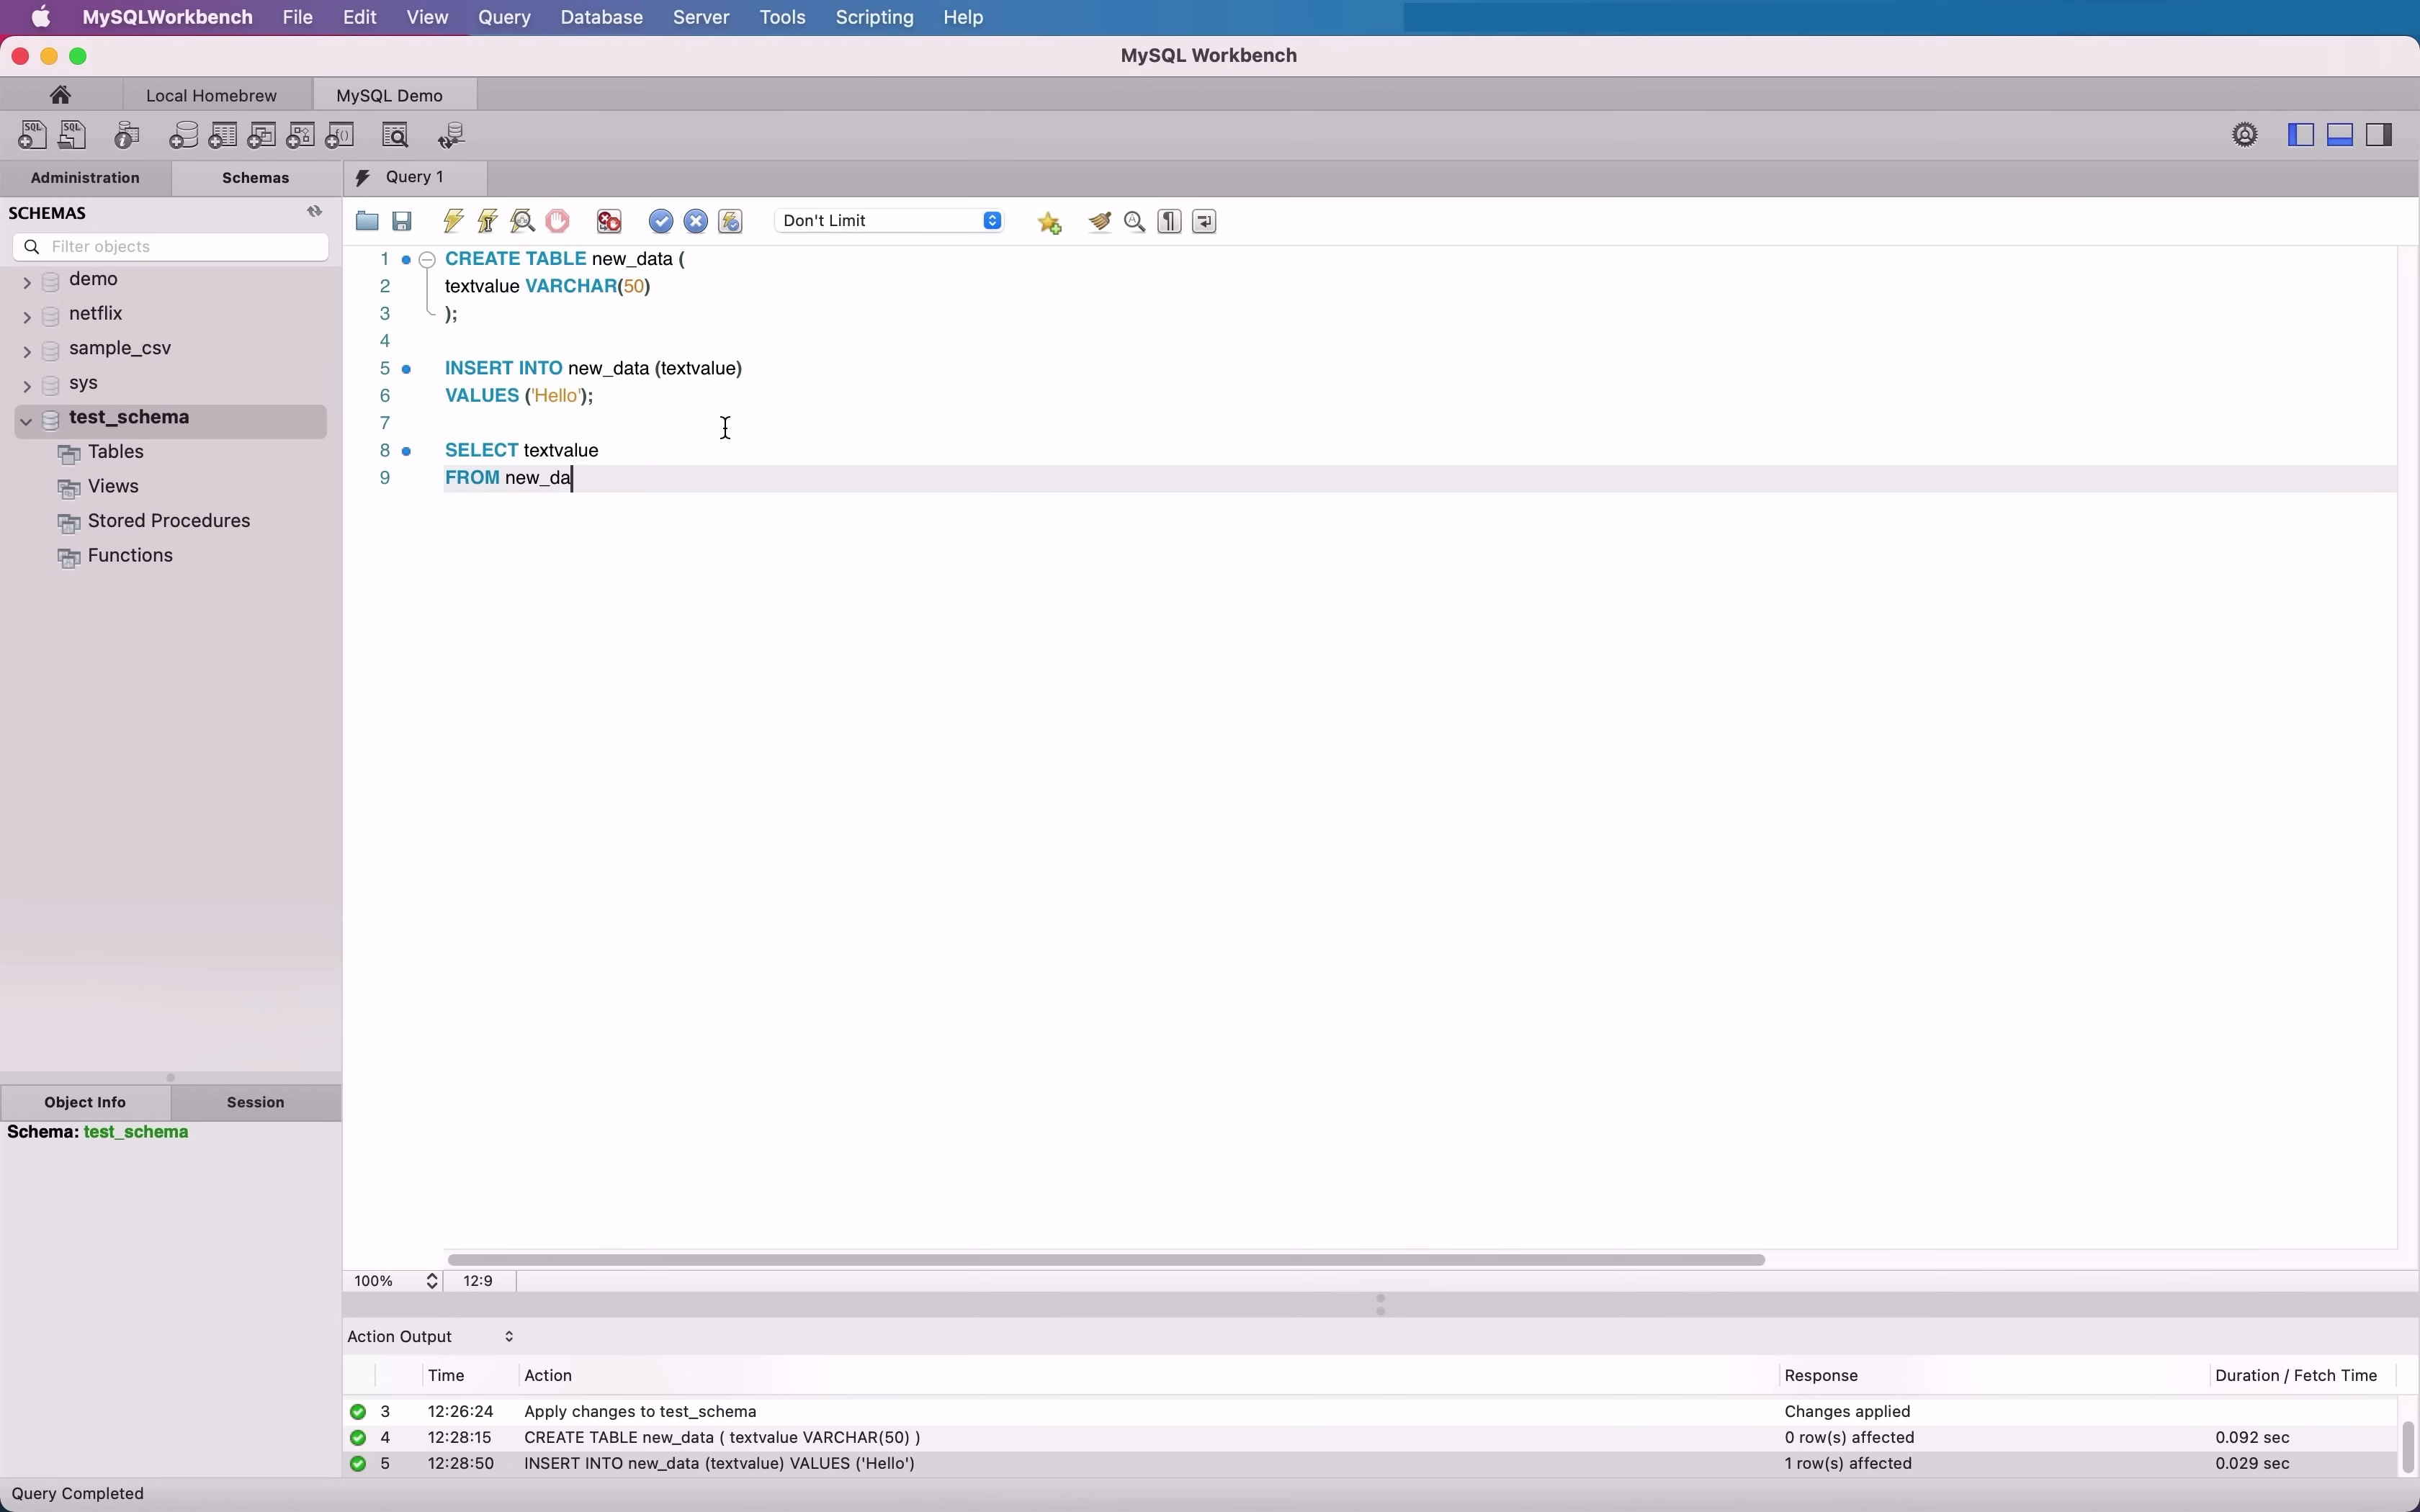 MySQLWorkbench File Edit View Query Database Server Tools Scripting Help
MySQL Workbench
Local Homebrew MySQL Demo
Administration Schemas Query 1
SCHEMAS
Don't Limit
Filter objects
demo
netflix
sample_csv
sys
test_schema
Tables
Views
Stored Procedures
Functions
1 CREATE TABLE new_data (
2 textvalue VARCHAR(50)
3 );
4
5 INSERT INTO new_data (textvalue)
6 VALUES ('Hello');
7
8 SELECT textvalue
9 FROM new_da
Object Info Session
Schema: test_schema
100% 12:9
Action Output
Time Action Response Duration / Fetch Time
3 12:26:24 Apply changes to test_schema Changes applied
4 12:28:15 CREATE TABLE new_data ( textvalue VARCHAR(50) ) 0 row(s) affected 0.092 sec
5 12:28:50 INSERT INTO new_data (textvalue) VALUES ('Hello') 1 row(s) affected 0.029 sec
Query Completed